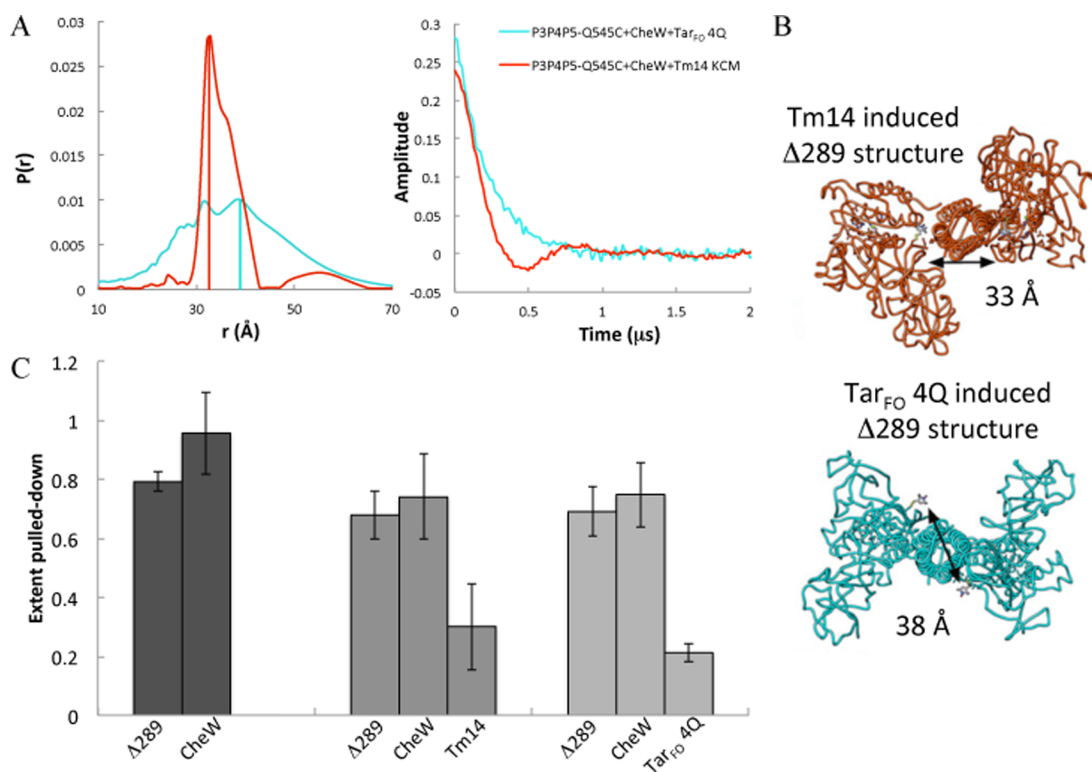 A
B
0.03
0.025
0.02
0.015
0.01
0.005
0
P(r)
10
30
50
70
r (Å)
0.3
0.25
0.2
0.15
0.1
0.05
0
-0.05
Amplitude
0
0.5
1
1.5
2
Time (μs)
P3P4P5-Q545C+CheW+TarFO 4Q
P3P4P5-Q545C+CheW+Tm14 KCM
Tm14 induced
Δ289 structure
33 Å
TarFO 4Q induced
Δ289 structure
38 Å
C
1.2
1
0.8
0.6
0.4
0.2
0
Extent pulled-down
Δ289
CheW
Δ289
CheW
Tm14
Δ289
CheW
TarFO 4Q